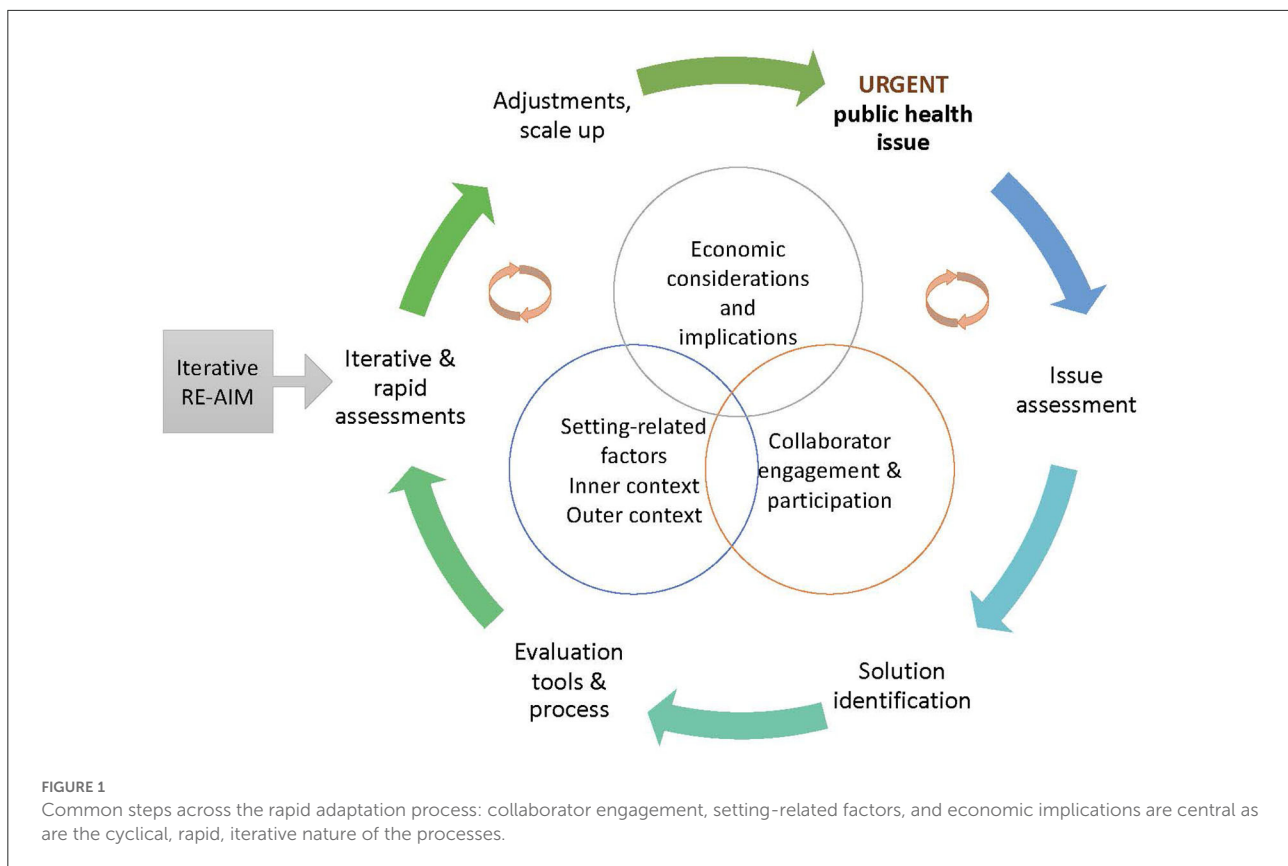 URGENT
public health
issue
Issue
assessment
Solution
identification
Evaluation
tools &
process
Iterative &
rapid
assessments
Iterative
RE-AIM
Adjustments,
scale up
Economic
considerations
and
implications
Setting-related
factors
Inner context
Outer context
Collaborator
engagement &
participation
FIGURE 1
Common steps across the rapid adaptation process: collaborator engagement, setting-related factors, and economic implications are central as
are the cyclical, rapid, iterative nature of the processes.